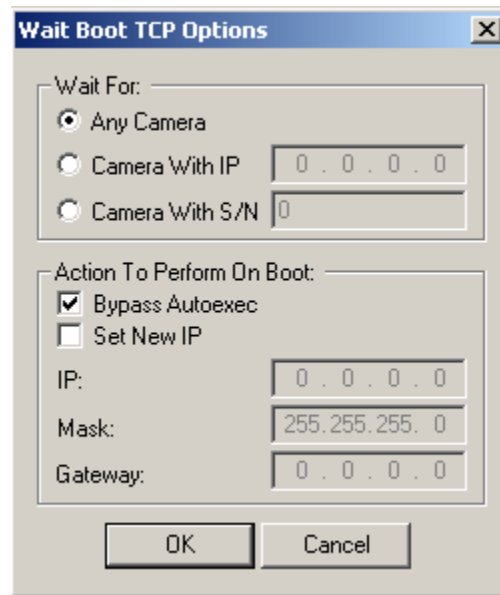 Wait Boot TCP Options
Wait For:
Any Camera
Camera With IP 0 . 0 . 0 . 0
Camera With S/N 0
Action To Perform On Boot:
Bypass Autoexec
Set New IP
IP: 0 . 0 . 0 . 0
Mask: 255.255.255. 0
Gateway: 0 . 0 . 0 . 0
OK Cancel